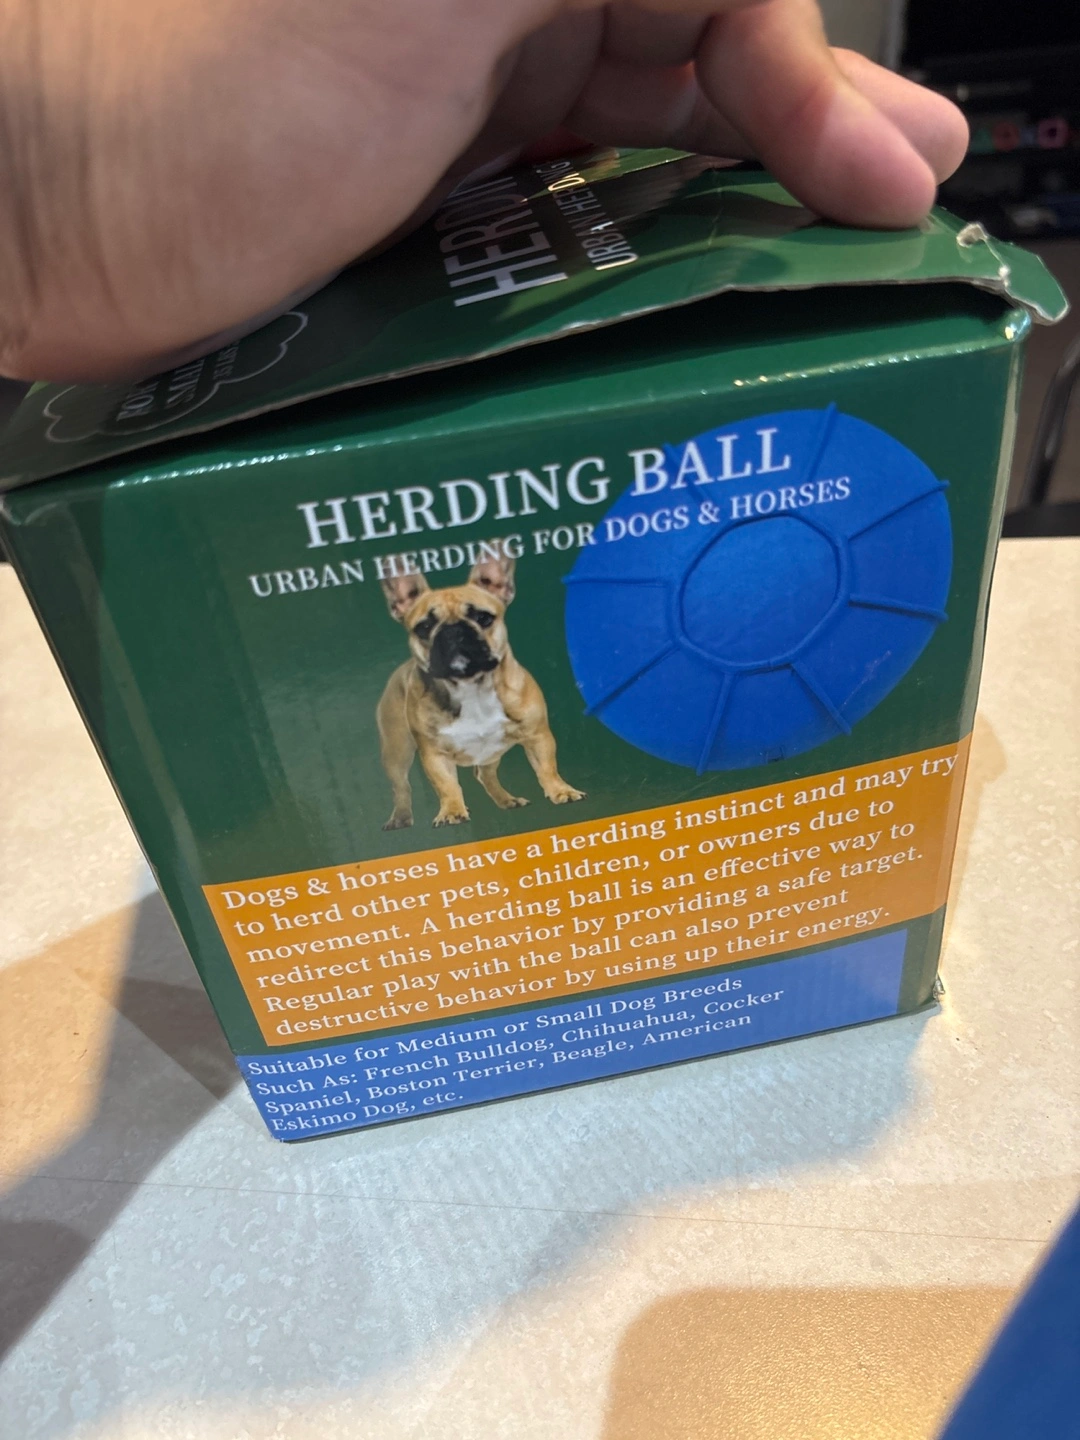 HERDIN
URBAN HERDING
SMALL
HERDING BALL
URBAN HERDING FOR DOGS & HORSES
Dogs & horses have a herding instinct and may try
to herd other pets, children, or owners due to
movement. A herding ball is an effective way to
redirect this behavior by providing a safe target.
Regular play with the ball can also prevent
destructive behavior by using up their energy.
Suitable for Medium or Small Dog Breeds
Such As: French Bulldog, Chihuahua, Cocker
Spaniel, Boston Terrier, Beagle, American
Eskimo Dog, etc.